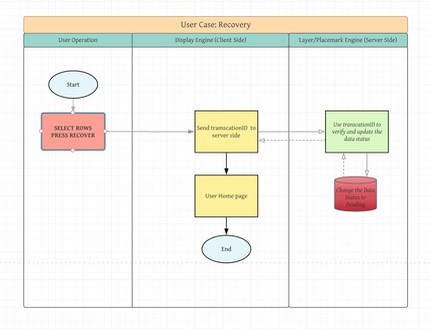 User Case: Recovery
User Operation
Display Engine (Client Side)
Layer/Placemark Engine (Server Side)
Start
SELECT ROWS
PRESS RECOVER
Send transcationID to
server side
Use transcationID to
verify and update the
data status
User Home page
Change the Data
Status to
Pending
End